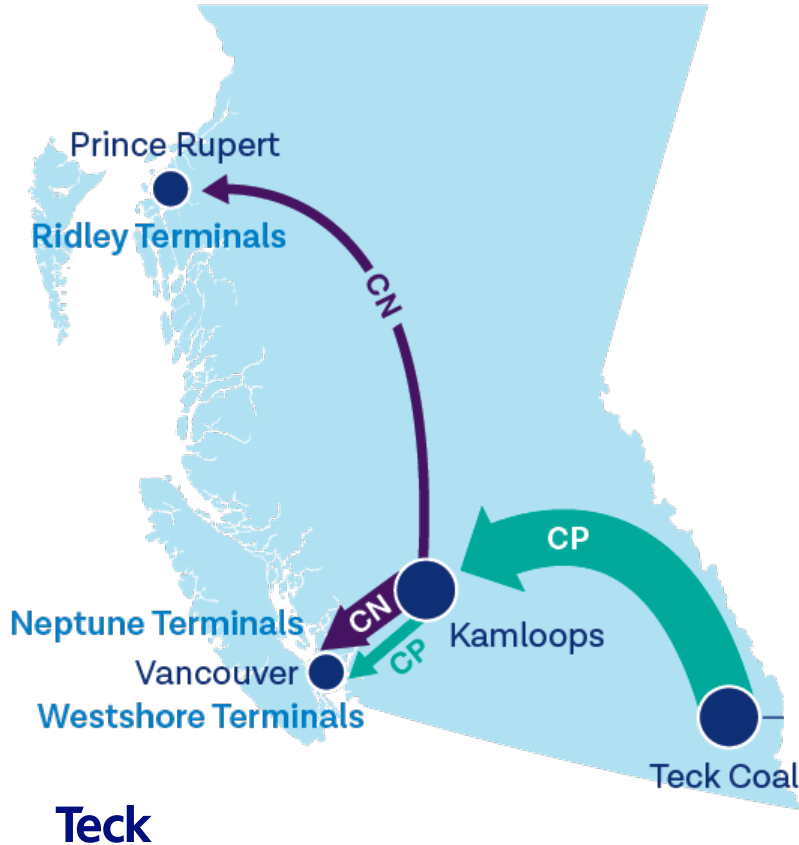 Prince Rupert
Ridley Terminals
CN
CP
Neptune Terminals
CN
Kamloops
CP
Vancouver
Westshore Terminals
Teck Coal
Teck